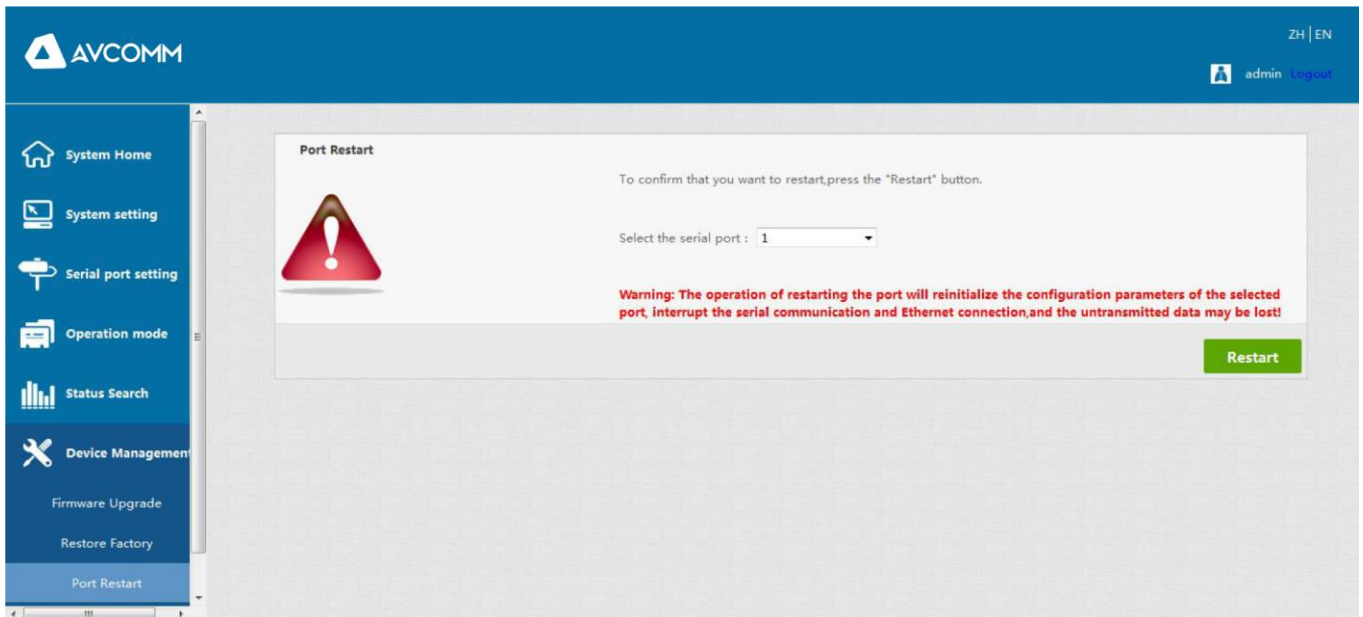 AVCOMM
ZH | EN
admin Logout
System Home
System setting
Serial port setting
Operation mode
Status Search
Device Managemen
Firmware Upgrade
Restore Factory
Port Restart
Port Restart
To confirm that you want to restart,press the "Restart" button.
Select the serial port : 1
Warning: The operation of restarting the port will reinitialize the configuration parameters of the selected
port, interrupt the serial communication and Ethernet connection,and the untransmitted data may be lost!
Restart